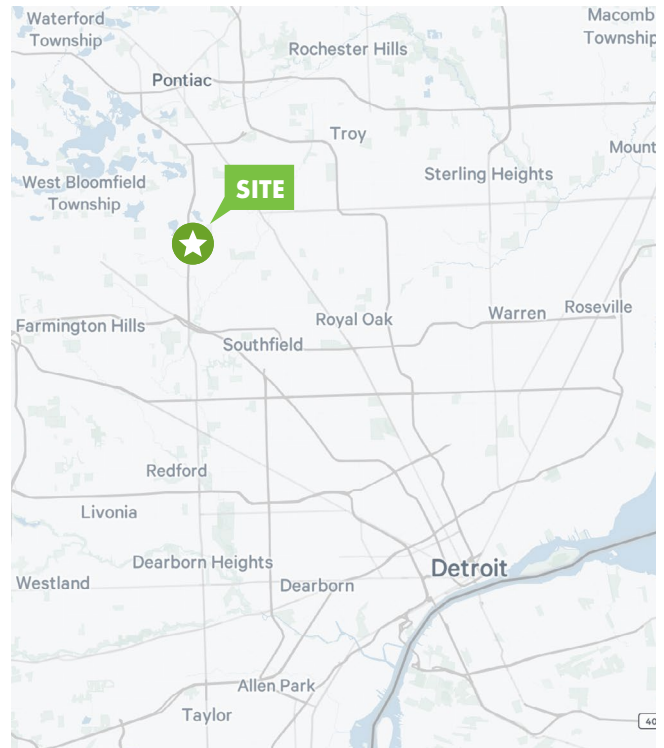 Waterford
Township
Macomb
Township
Rochester Hills
Pontiac
Troy
Mount
Sterling Heights
West Bloomfield
Township
SITE
Farmington Hills
Royal Oak
Warren
Roseville
Southfield
Redford
Livonia
Dearborn Heights
Detroit
Westland
Dearborn
Allen Park
Taylor
40